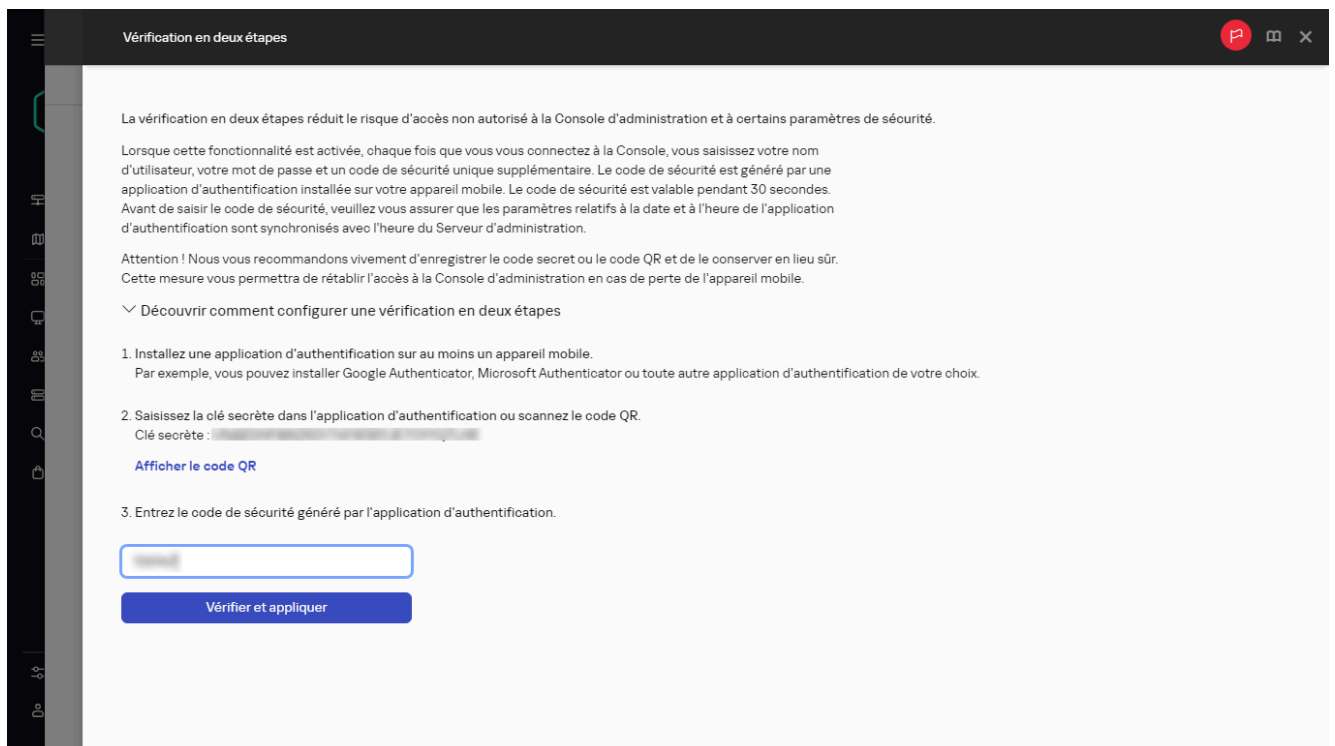 Vérification en deux étapes
La vérification en deux étapes réduit le risque d'accès non autorisé à la Console d'administration et à certains paramètres de sécurité.
Lorsque cette fonctionnalité est activée, chaque fois que vous vous connectez à la Console, vous saisissez votre nom
d'utilisateur, votre mot de passe et un code de sécurité unique supplémentaire. Le code de sécurité est généré par une
application d'authentification installée sur votre appareil mobile. Le code de sécurité est valable pendant 30 secondes.
Avant de saisir le code de sécurité, veuillez vous assurer que les paramètres relatifs à la date et à l'heure de l'application
d'authentification sont synchronisés avec l'heure du Serveur d'administration.
Attention ! Nous vous recommandons vivement d'enregistrer le code secret ou le code QR et de le conserver en lieu sûr.
Cette mesure vous permettra de rétablir l'accès à la Console d'administration en cas de perte de l'appareil mobile.
Découvrir comment configurer une vérification en deux étapes
1. Installez une application d'authentification sur au moins un appareil mobile.
Par exemple, vous pouvez installer Google Authenticator, Microsoft Authenticator ou toute autre application d'authentification de votre choix.
2. Saisissez la clé secrète dans l'application d'authentification ou scannez le code QR.
Clé secrète :
Afficher le code QR
3. Entrez le code de sécurité généré par l'application d'authentification.
Vérifier et appliquer